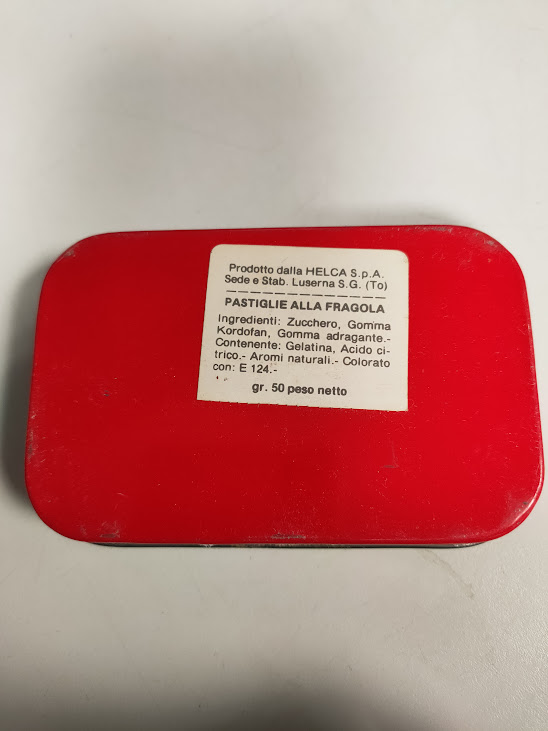 Prodotto dalla HELCA S.p.A.
Sede e Stab. Luserna S.G. (To)
PASTIGLIE ALLA FRAGOLA
Ingredienti: Zucchero, Gomma
Kordofan, Gomma adragante.-
Contenente: Gelatina, Acido ci-
trico.- Aromi naturali.- Colorato
con: E 124.-
gr. 50 peso netto